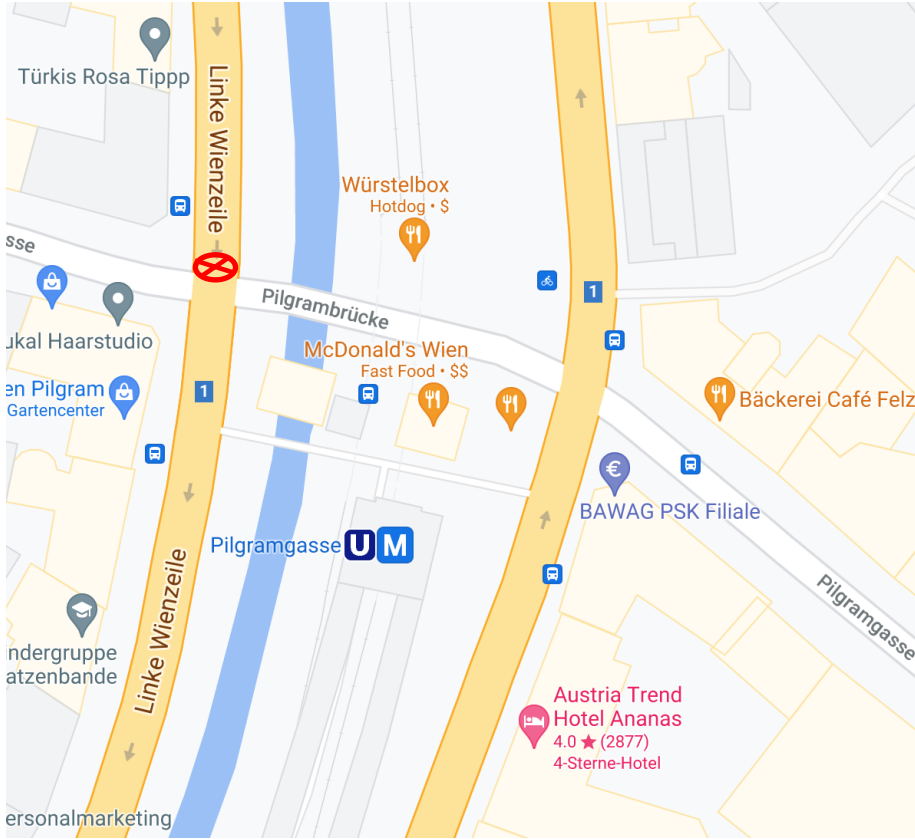 Türkis Rosa Tippp
Linke Wienzeile
Würstelbox
Hotdog • $
sse
1
Pilgrambrücke
ukal Haarstudio
McDonald's Wien
Fast Food • $$
en Pilgram
Gartencenter
1
Bäckerei Café Felz
€
BAWAG PSK Filiale
Pilgramgasse
U
M
Linke Wienzeile
Pilgramgasse
ndergruppe
atzenbande
Austria Trend
Hotel Ananas
4.0 ★ (2877)
4-Sterne-Hotel
ersonalmarketing